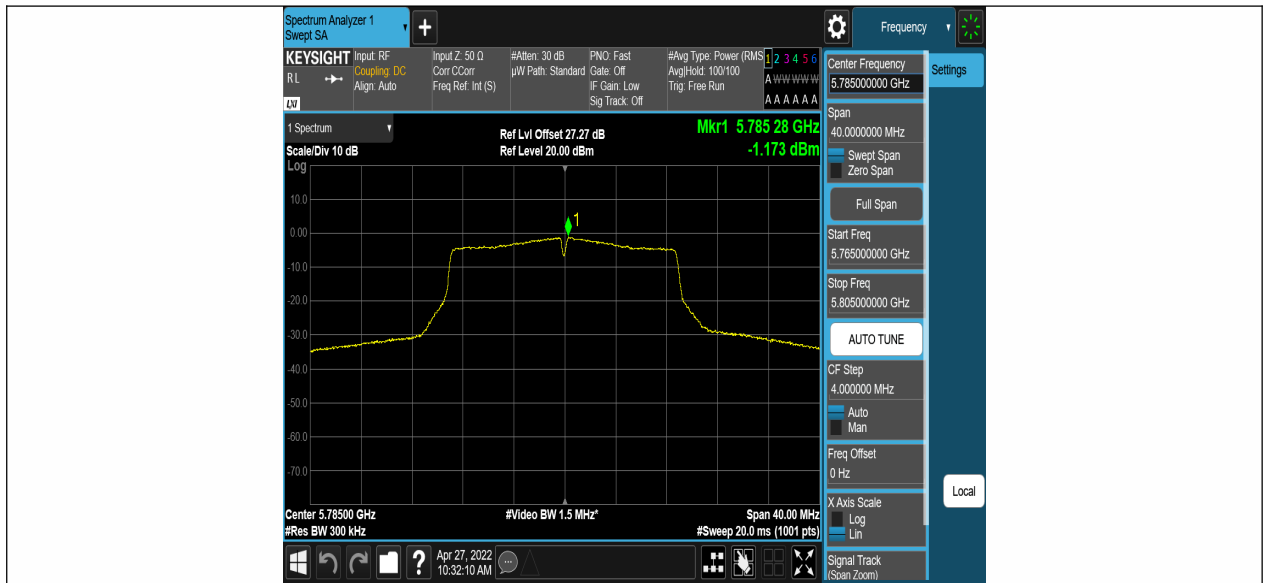 Spectrum Analyzer 1
Swept SA
+
Frequency
KEYSIGHT
Input: RF
Input Z: 50 Ω
#Atten: 30 dB
PNO: Fast
#Avg Type: Power (RMS
1 2 3 4 5 6
R L
Coupling: DC
Corr CCorr
µW Path: Standard
Gate: Off
Avg|Hold: 100/100
A W W W W W
Align: Auto
Freq Ref: Int (S)
IF Gain: Low
Trig: Free Run
LXI
Sig Track: Off
A A A A A A
1 Spectrum
Ref Lvl Offset 27.27 dB
Mkr1 5.785 28 GHz
Scale/Div 10 dB
Ref Level 20.00 dBm
-1.173 dBm
Log
10.0
1
0.00
-10.0
-20.0
-30.0
-40.0
-50.0
-60.0
-70.0
Center 5.78500 GHz
#Video BW 1.5 MHz*
Span 40.00 MHz
#Res BW 300 kHz
#Sweep 20.0 ms (1001 pts)
?
Apr 27, 2022
10:32:10 AM
Center Frequency
5.785000000 GHz
Settings
Span
40.0000000 MHz
Swept Span
Zero Span
Full Span
Start Freq
5.765000000 GHz
Stop Freq
5.805000000 GHz
AUTO TUNE
CF Step
4.000000 MHz
Auto
Man
Freq Offset
0 Hz
Local
X Axis Scale
Log
Lin
Signal Track
(Span Zoom)